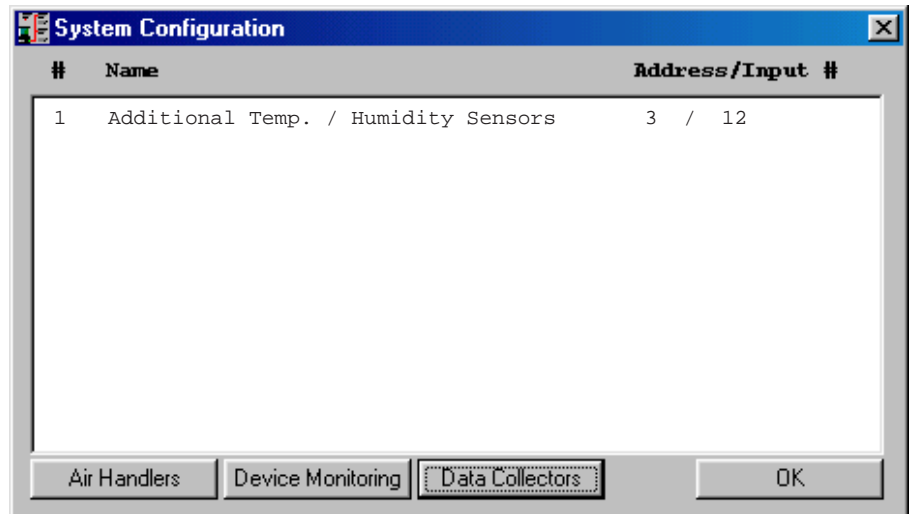 System Configuration
# Name Address/Input #
1 Additional Temp. / Humidity Sensors 3 / 12
Air Handlers Device Monitoring Data Collectors OK